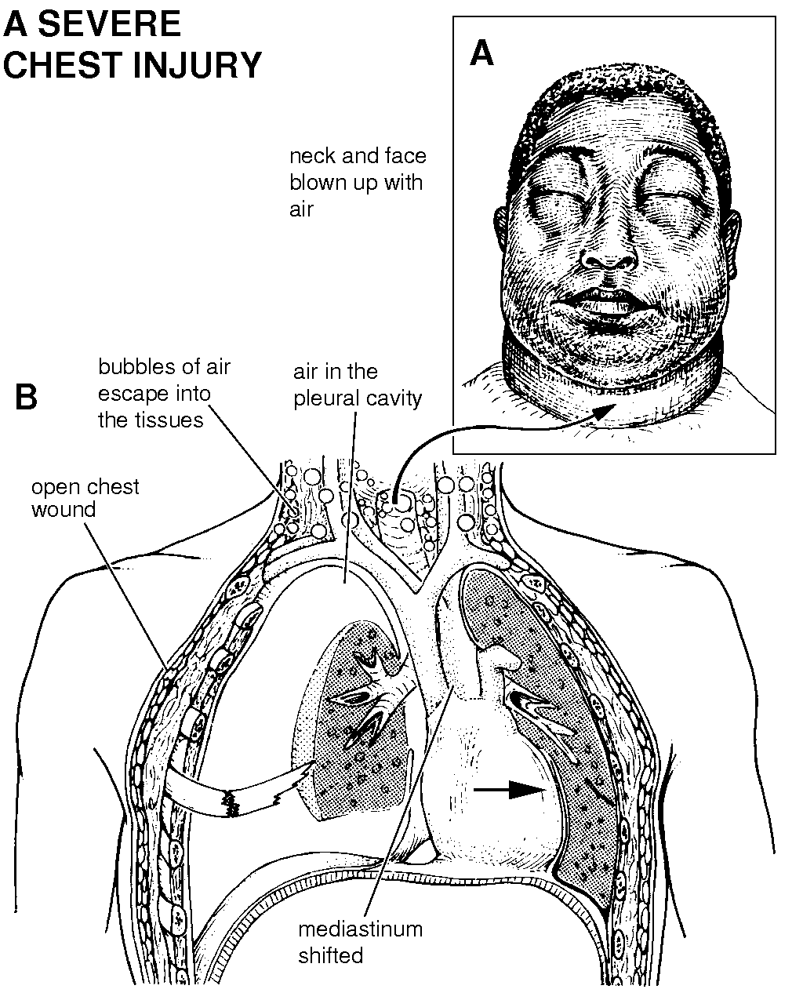 A SEVERE
CHEST INJURY
A
neck and face
blown up with
air
bubbles of air
escape into
the tissues
air in the
pleural cavity
B
open chest
wound
mediastinum
shifted